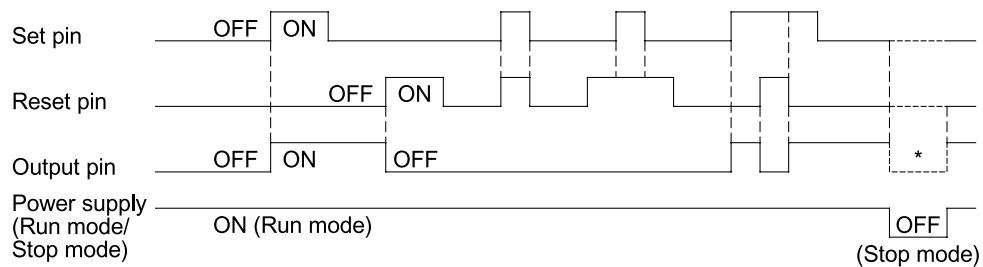 Set pin OFF ON
Reset pin OFF ON
Output pin OFF ON OFF *
Power supply
(Run mode/
Stop mode)
ON (Run mode) OFF
(Stop mode)